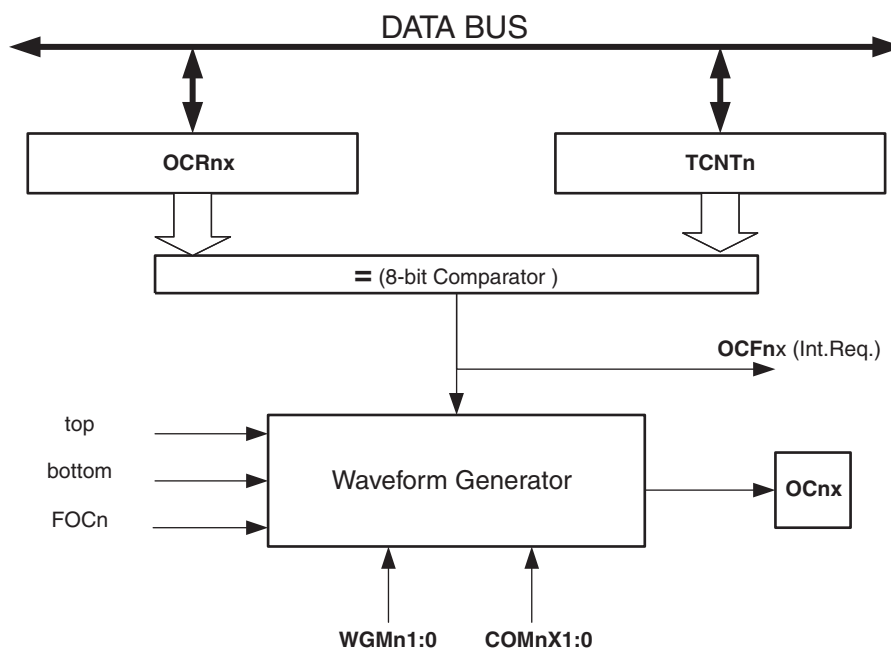 DATA BUS
OCRnx
TCNTn
= (8-bit Comparator )
OCFnx (Int.Req.)
top
bottom
FOCn
Waveform Generator
OCnx
WGMn1:0
COMnX1:0